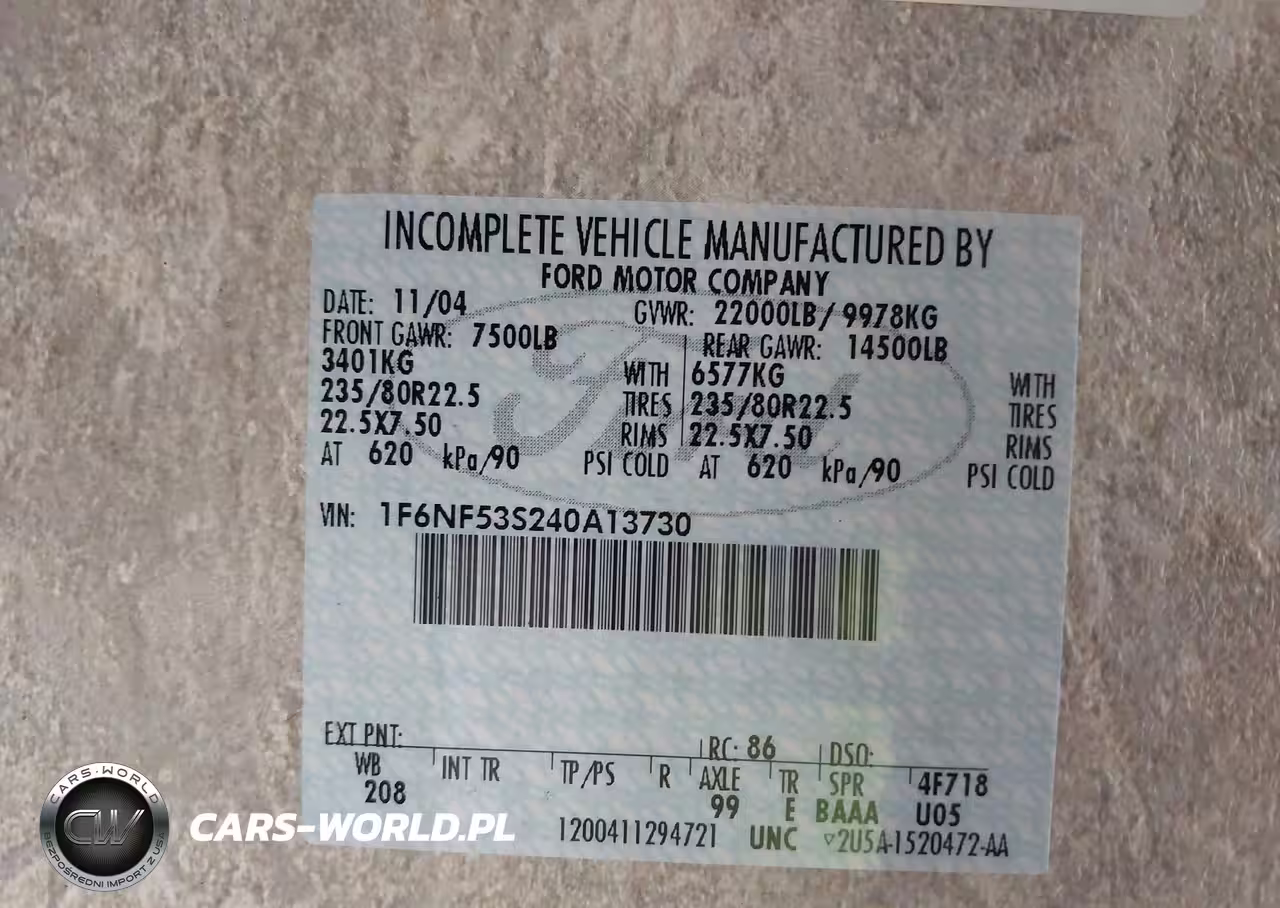 INCOMPLETE VEHICLE MANUFACTURED BY
FORD MOTOR COMPANY
DATE: 11/04 GVWR: 22000LB/ 9978KG
FRONT GAWR: 7500LB REAR GAWR: 14500LB
3401KG WITH 6577KG WITH
235/80R22.5 TIRES 235/80R22.5 TIRES
22.5X7.50 RIMS 22.5X7.50 RIMS
AT 620 kPa/90 PSI COLD AT 620 kPa/90 PSI COLD
VIN: 1F6NF53S240A13730
EXT PNT: RC: 86 DSO:
WB INT TR TP/PS R AXLE TR SPR 4F718
208 99 E BAAA U05
1200411294721 UNC ▽2U5A-1520472-AA
CARS-WORLD
CW
BEZPOŚREDNI IMPORT Z USA
CARS-WORLD.PL